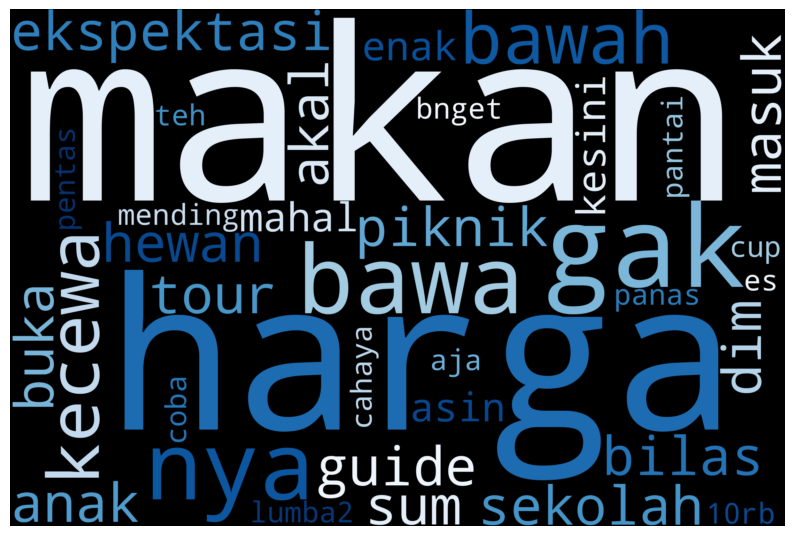 ekspektasi
enak
bawah
makan
teh
akal
bnget
kesini
pantai
masuk
pentas
mending
mahal
piknik
gak
hewan
kecewa
cup
es
buka
tour
bawa
panas
harga
cahaya
aja
dim
coba
asin
nya
guide
bilas
anak
lumba2
sum
sekolah
10rb